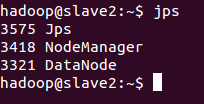 hadoop@slave2:~$ jps
3575 Jps
3418 NodeManager
3321 DataNode
hadoop@slave2:~$